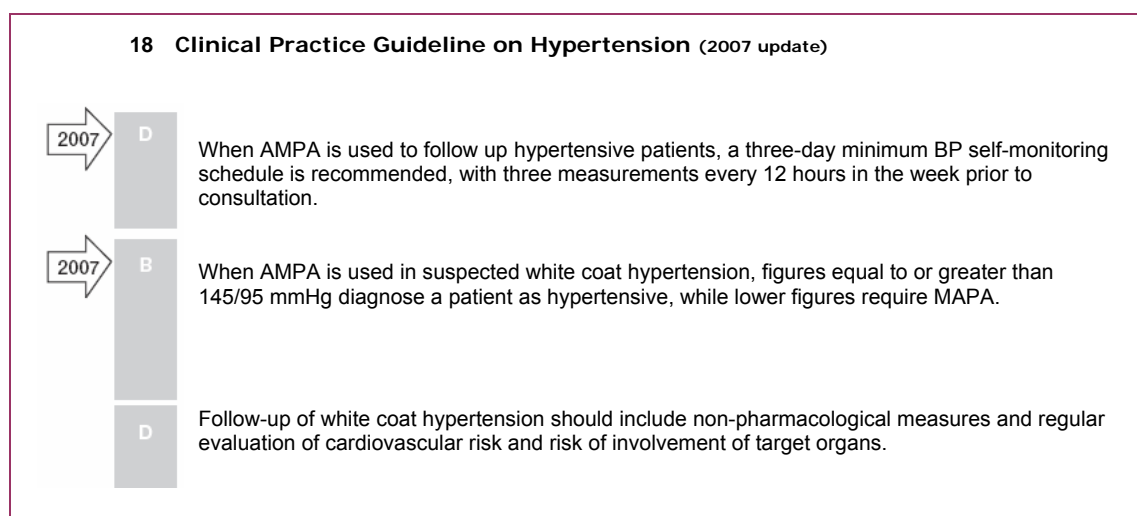 18 Clinical Practice Guideline on Hypertension (2007 update)
2007
D
When AMPA is used to follow up hypertensive patients, a three-day minimum BP self-monitoring
schedule is recommended, with three measurements every 12 hours in the week prior to
consultation.
2007
B
When AMPA is used in suspected white coat hypertension, figures equal to or greater than
145/95 mmHg diagnose a patient as hypertensive, while lower figures require MAPA.
D
Follow-up of white coat hypertension should include non-pharmacological measures and regular
evaluation of cardiovascular risk and risk of involvement of target organs.